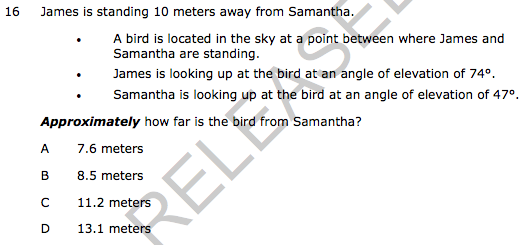 16 James is standing 10 meters away from Samantha.
• A bird is located in the sky at a point between where James and
Samantha are standing.
• James is looking up at the bird at an angle of elevation of 74º.
• Samantha is looking up at the bird at an angle of elevation of 47º.
Approximately how far is the bird from Samantha?
A 7.6 meters
B 8.5 meters
C 11.2 meters
D 13.1 meters
RELEASED